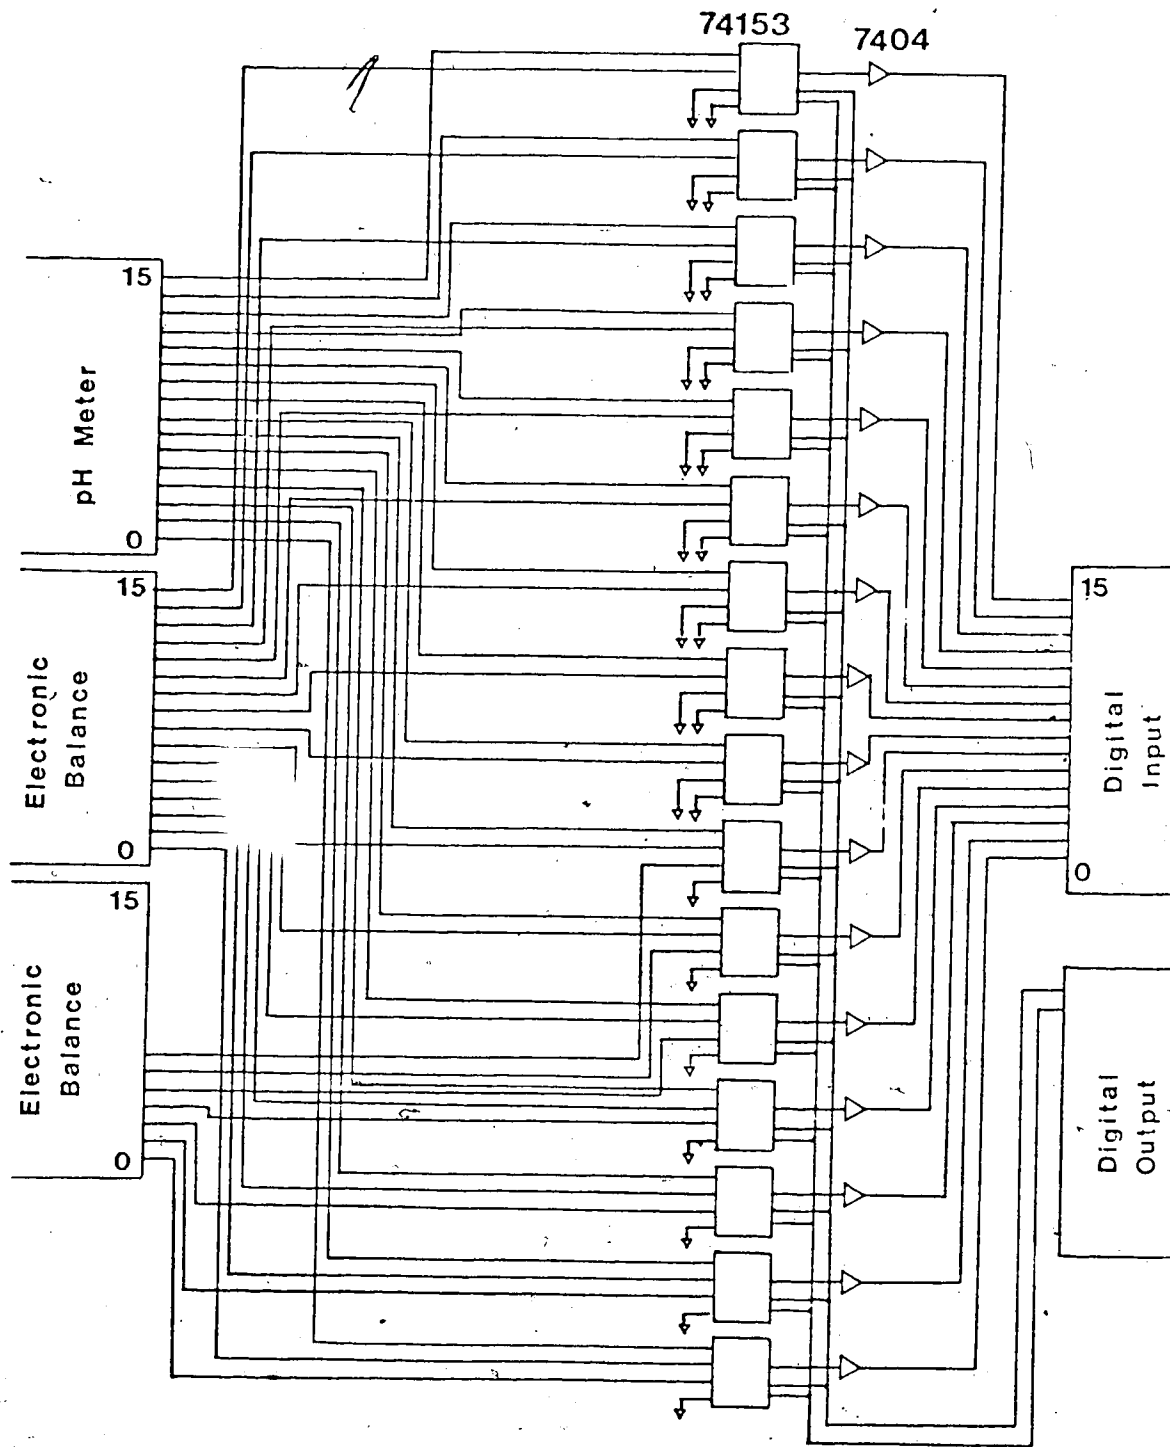 74153
7404
15
pH Meter
0
15
Electronic
Balance
0
15
Electronic
Balance
0
15
Digital
Input
0
Digital
Output